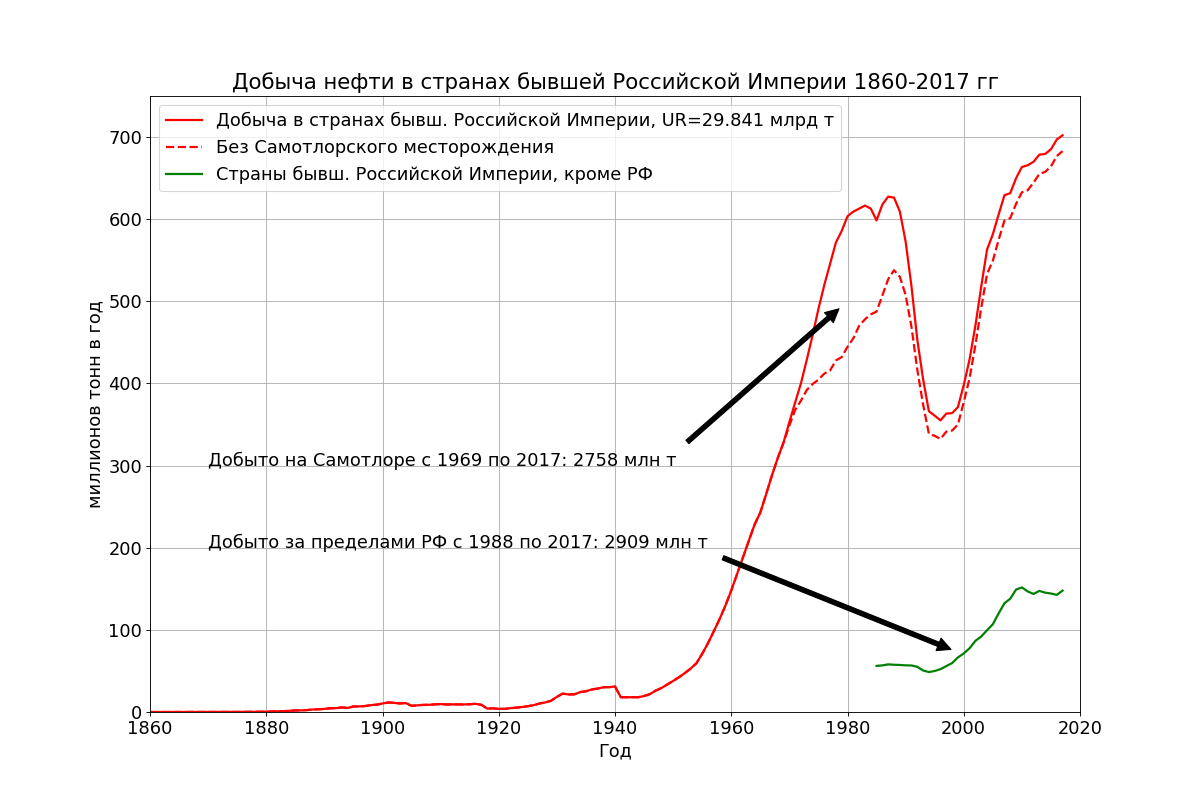 Добыча нефти в странах бывшей Российской Империи 1860-2017 гг
Добыча в странах бывш. Российской Империи, UR=29.841 млрд т
Без Самотлорского месторождения
Страны бывш. Российской Империи, кроме РФ
700
600
500
400
300
200
100
0
миллионов тонн в год
Добыто на Самотлоре с 1969 по 2017: 2758 млн т
Добыто за пределами РФ с 1988 по 2017: 2909 млн т
1860 1880 1900 1920 1940 1960 1980 2000 2020
Год